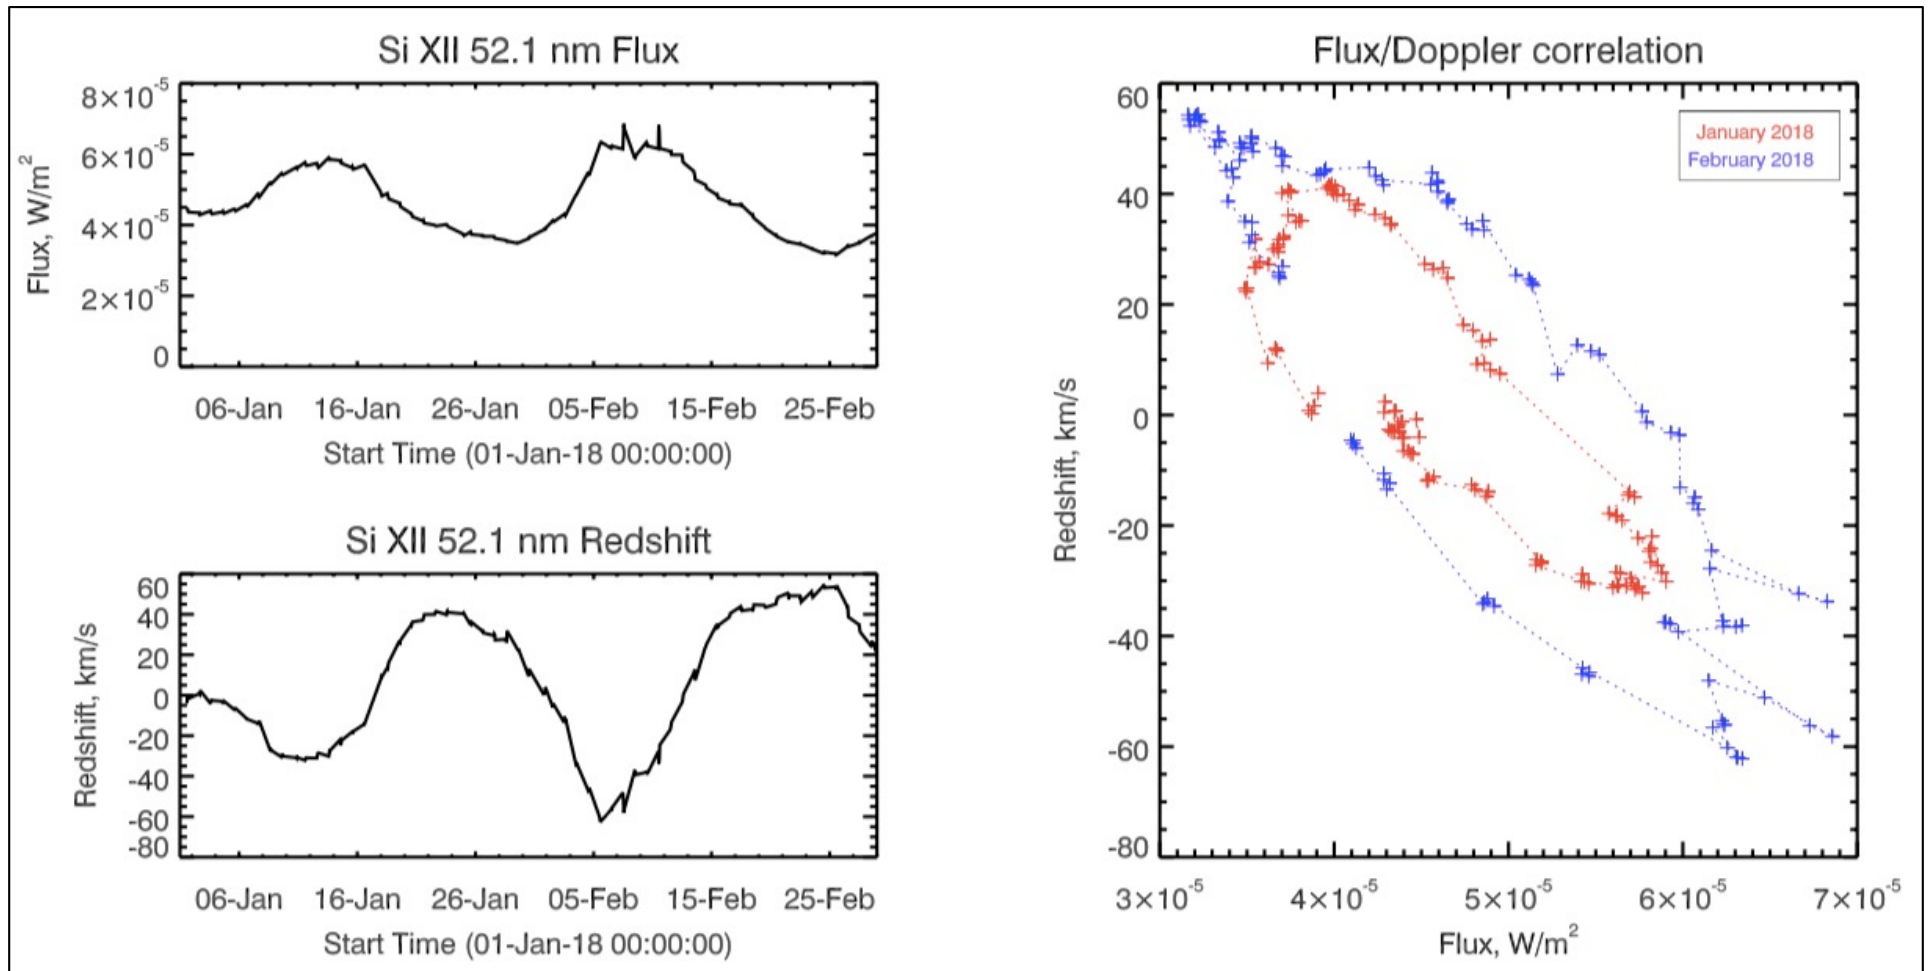 Si XII 52.1 nm Flux
Flux, W/m²
8×10⁻⁵
6×10⁻⁵
4×10⁻⁵
2×10⁻⁵
0
06-Jan 16-Jan 26-Jan 05-Feb 15-Feb 25-Feb
Start Time (01-Jan-18 00:00:00)
Si XII 52.1 nm Redshift
Redshift, km/s
60
40
20
0
-20
-40
-60
-80
06-Jan 16-Jan 26-Jan 05-Feb 15-Feb 25-Feb
Start Time (01-Jan-18 00:00:00)
Flux/Doppler correlation
January 2018
February 2018
Redshift, km/s
60
40
20
0
-20
-40
-60
-80
3×10⁻⁵ 4×10⁻⁵ 5×10⁻⁵ 6×10⁻⁵ 7×10⁻⁵
Flux, W/m²